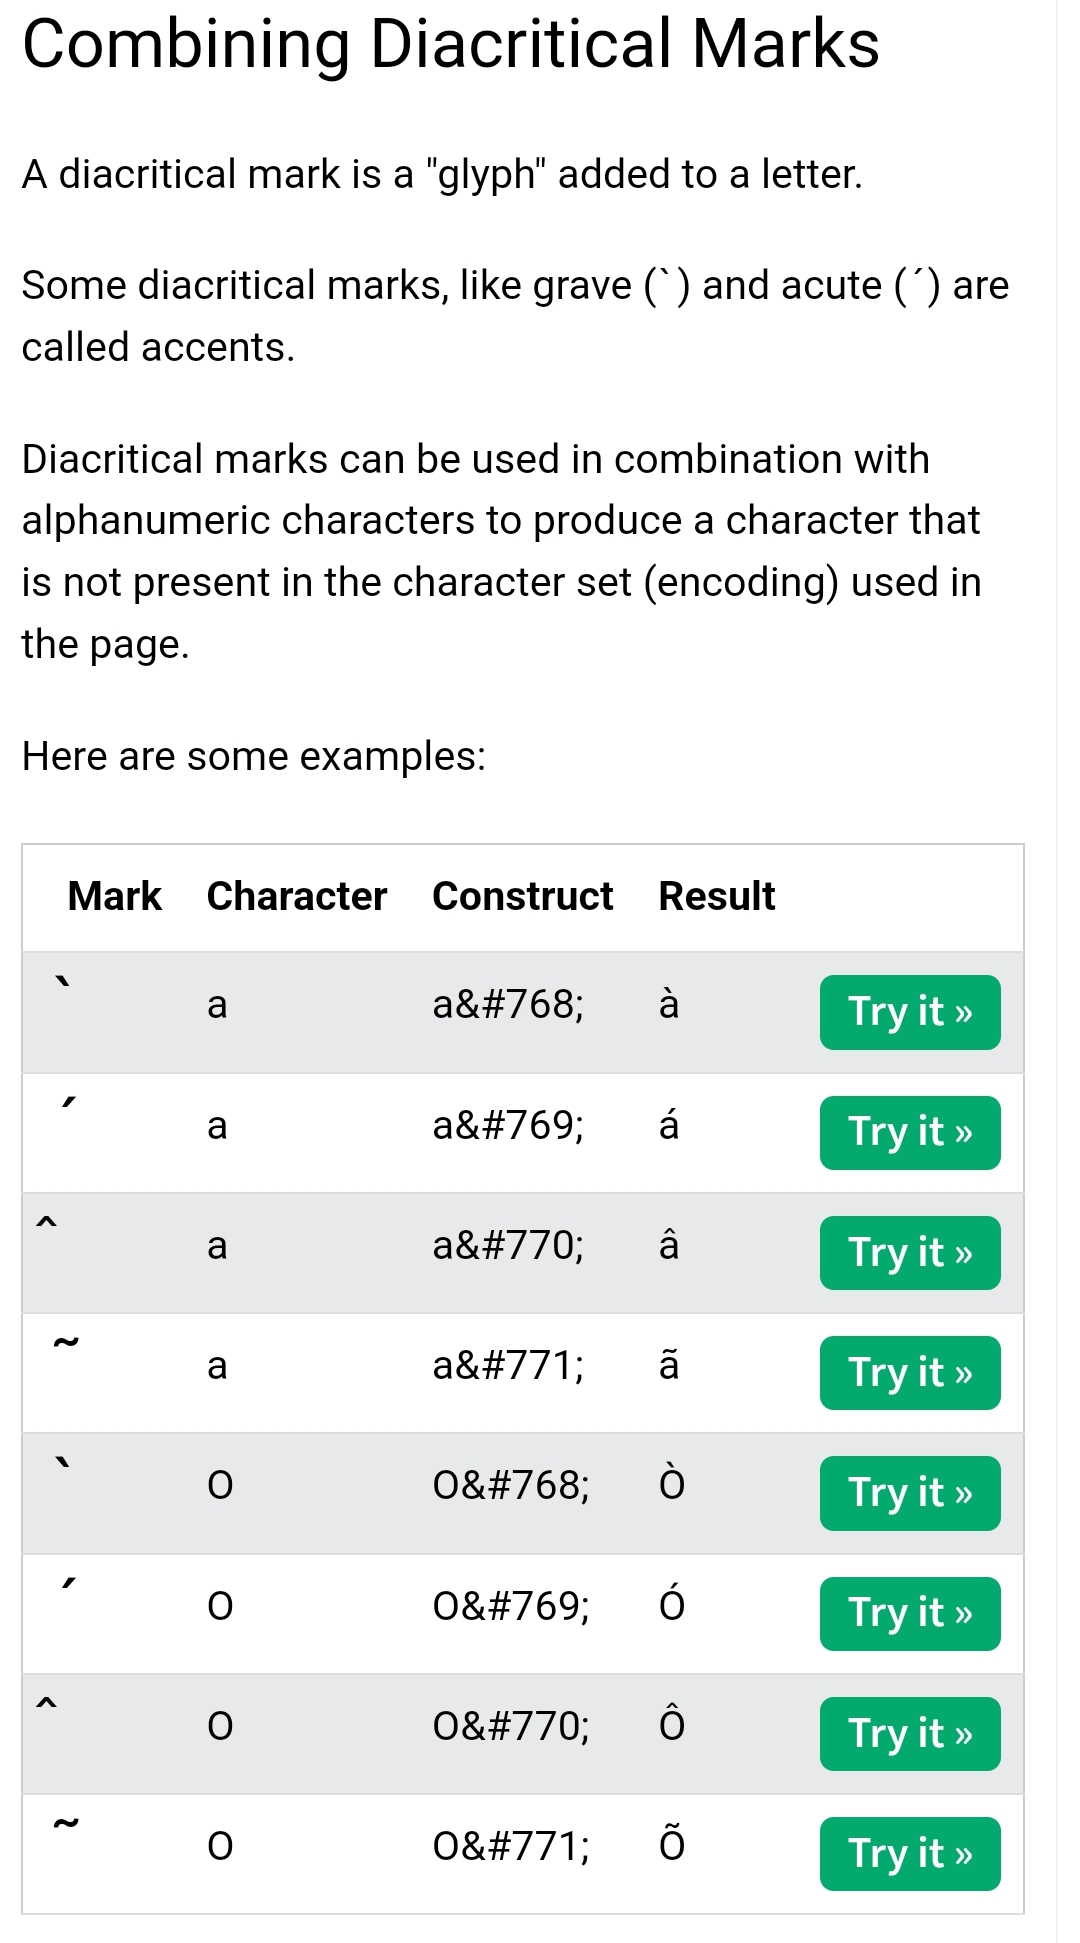 Combining Diacritical Marks
A diacritical mark is a "glyph" added to a letter.
Some diacritical marks, like grave (`) and acute (´) are
called accents.
Diacritical marks can be used in combination with
alphanumeric characters to produce a character that
is not present in the character set (encoding) used in
the page.
Here are some examples:
Mark Character Construct Result
̀ a a&#768; à Try it »
́ a a&#769; á Try it »
̂ a a&#770; â Try it »
̃ a a&#771; ã Try it »
̀ O O&#768; Ò Try it »
́ O O&#769; Ó Try it »
̂ O O&#770; Ô Try it »
̃ O O&#771; Õ Try it »